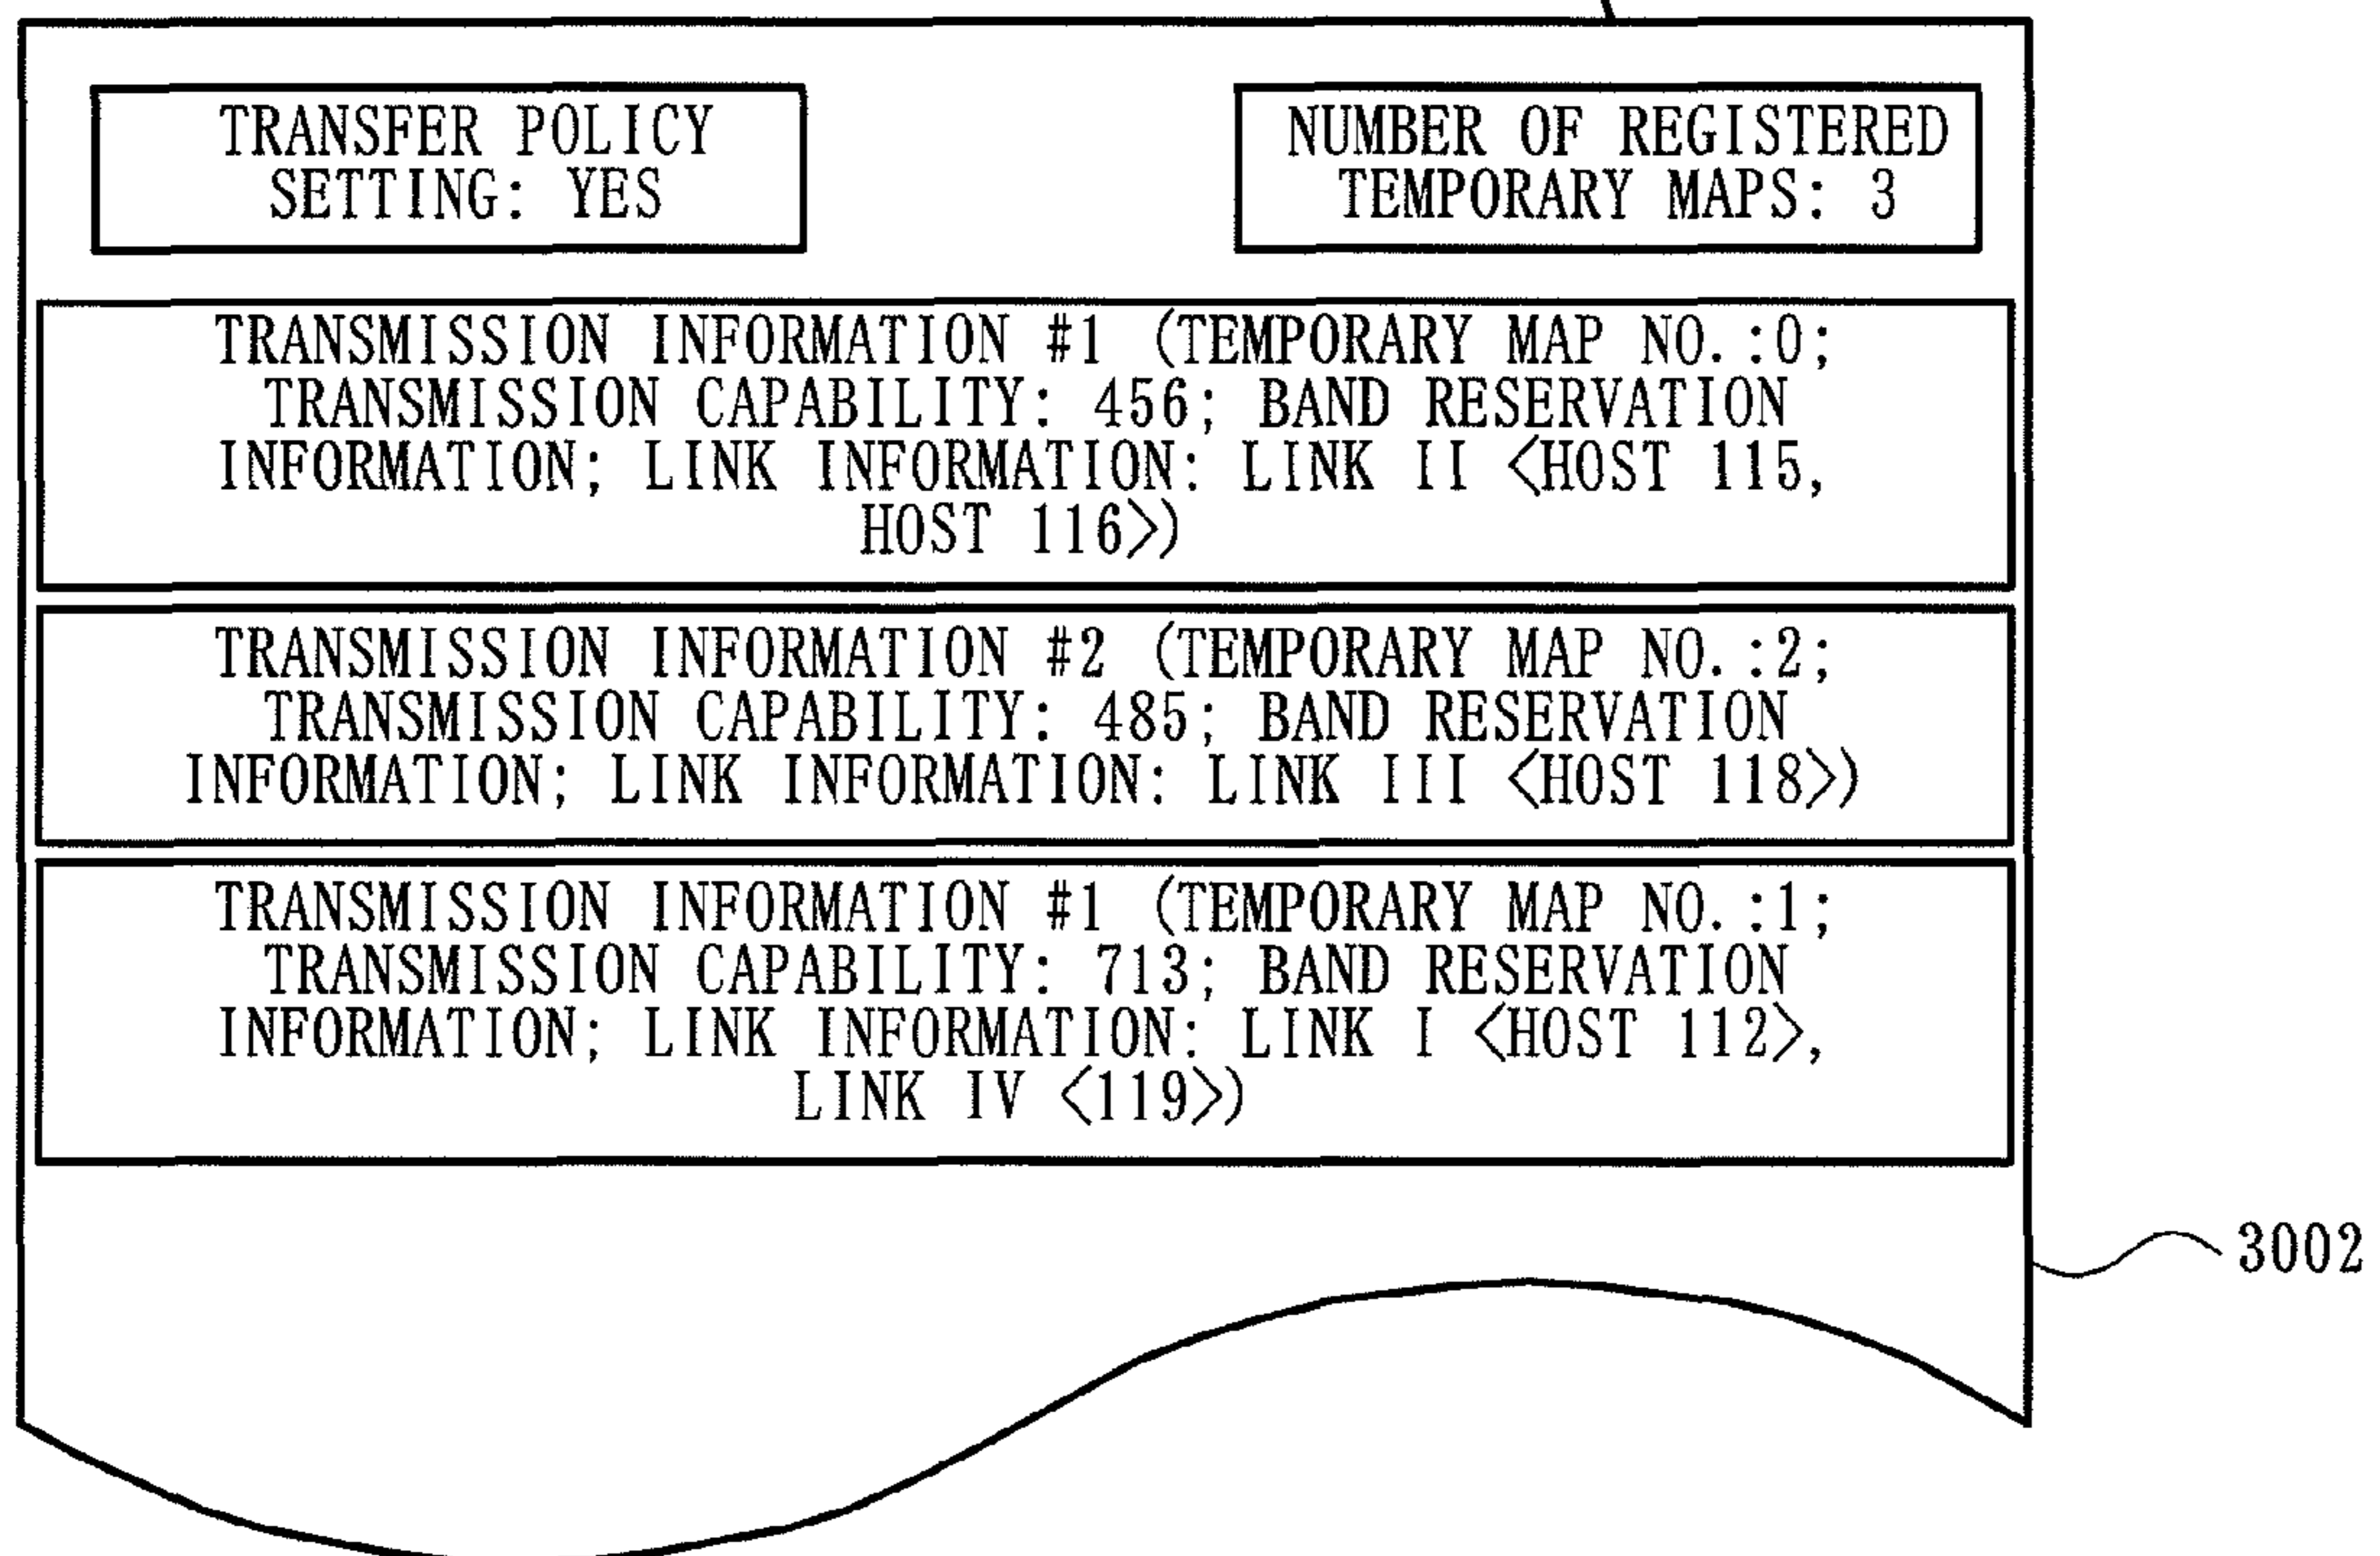 TRANSFER POLICY
SETTING: YES
NUMBER OF REGISTERED
TEMPORARY MAPS: 3
TRANSMISSION INFORMATION #1 (TEMPORARY MAP NO.:0;
TRANSMISSION CAPABILITY: 456; BAND RESERVATION
INFORMATION; LINK INFORMATION: LINK II <HOST 115,
HOST 116>)
TRANSMISSION INFORMATION #2 (TEMPORARY MAP NO.:2;
TRANSMISSION CAPABILITY: 485; BAND RESERVATION
INFORMATION; LINK INFORMATION: LINK III <HOST 118>)
TRANSMISSION INFORMATION #1 (TEMPORARY MAP NO.:1;
TRANSMISSION CAPABILITY: 713; BAND RESERVATION
INFORMATION; LINK INFORMATION: LINK I <HOST 112>,
LINK IV <119>)
3002